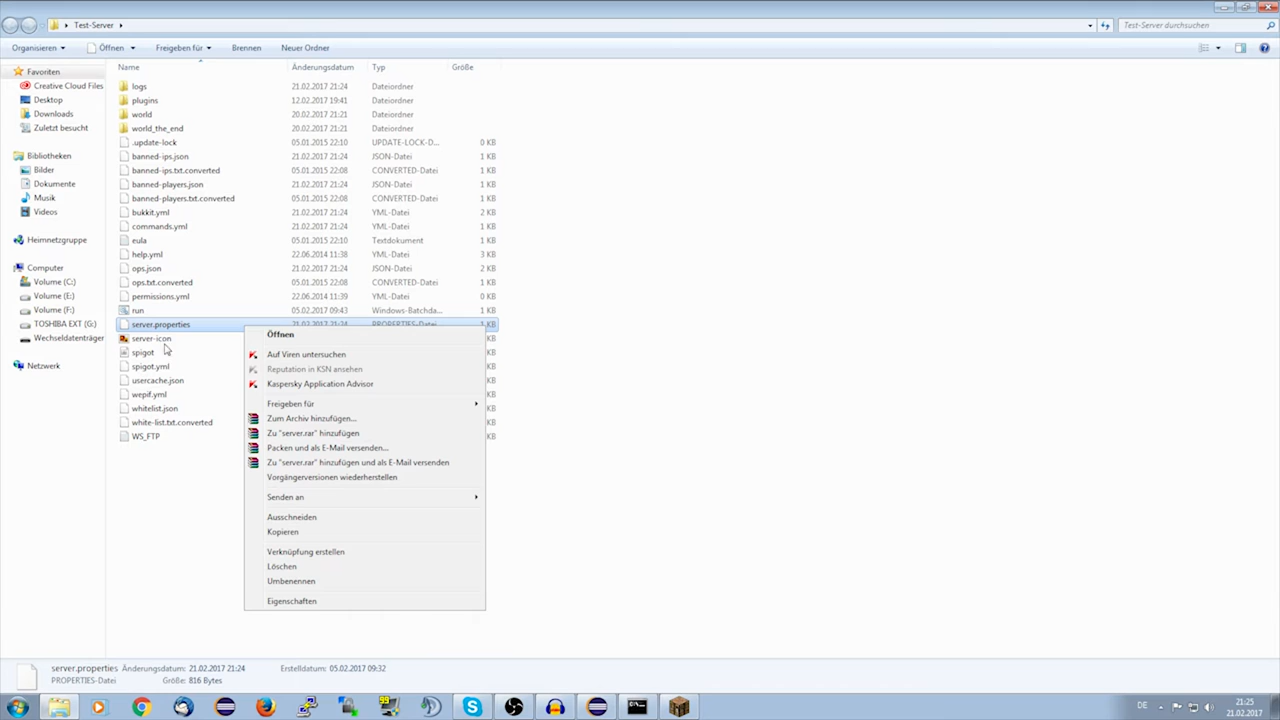 Test-Server
Test-Server durchsuchen
Organisieren
Öffnen
Freigeben für
Brennen
Neuer Ordner
Favoriten
Creative Cloud Files
Desktop
Downloads
Zuletzt besucht
Bibliotheken
Bilder
Dokumente
Musik
Videos
Heimnetzgruppe
Computer
Volume (C:)
Volume (E:)
Volume (F:)
TOSHIBA EXT (G:)
Wechseldatenträger
Netzwerk
Name Änderungsdatum Typ Größe
logs 21.02.2017 21:24 Dateiordner
plugins 12.02.2017 19:41 Dateiordner
world 20.02.2017 21:21 Dateiordner
world_the_end 20.02.2017 21:21 Dateiordner
.update-lock 05.01.2015 22:10 UPDATE-LOCK-D... 0 KB
banned-ips.json 21.02.2017 21:24 JSON-Datei 1 KB
banned-ips.txt.converted 05.01.2015 22:08 CONVERTED-Datei 1 KB
banned-players.json 21.02.2017 21:24 JSON-Datei 1 KB
banned-players.txt.converted 05.01.2015 22:08 CONVERTED-Datei 1 KB
bukkit.yml 21.02.2017 21:24 YML-Datei 2 KB
commands.yml 21.02.2017 21:24 YML-Datei 1 KB
eula 05.01.2015 22:10 Textdokument 1 KB
help.yml 22.06.2014 11:38 YML-Datei 3 KB
ops.json 21.02.2017 21:24 JSON-Datei 2 KB
ops.txt.converted 05.01.2015 22:08 CONVERTED-Datei 1 KB
permissions.yml 22.06.2014 11:39 YML-Datei 0 KB
run 05.02.2017 09:43 Windows-Batchda... 1 KB
server.properties 21.02.2017 21:24 PROPERTIES-Datei 1 KB
server-icon KB
spigot KB
spigot.yml KB
usercache.json KB
wepif.yml KB
whitelist.json KB
white-list.txt.converted KB
WS_FTP KB
Öffnen
Auf Viren untersuchen
Reputation in KSN ansehen
Kaspersky Application Advisor
Freigeben für
Zum Archiv hinzufügen...
Zu "server.rar" hinzufügen
Packen und als E-Mail versenden...
Zu "server.rar" hinzufügen und als E-Mail versenden
Vorgängerversionen wiederherstellen
Senden an
Ausschneiden
Kopieren
Verknüpfung erstellen
Löschen
Umbenennen
Eigenschaften
server.properties Änderungsdatum: 21.02.2017 21:24 Erstelldatum: 05.02.2017 09:32
PROPERTIES-Datei Größe: 816 Bytes
99
DE
21:25
21.02.2017